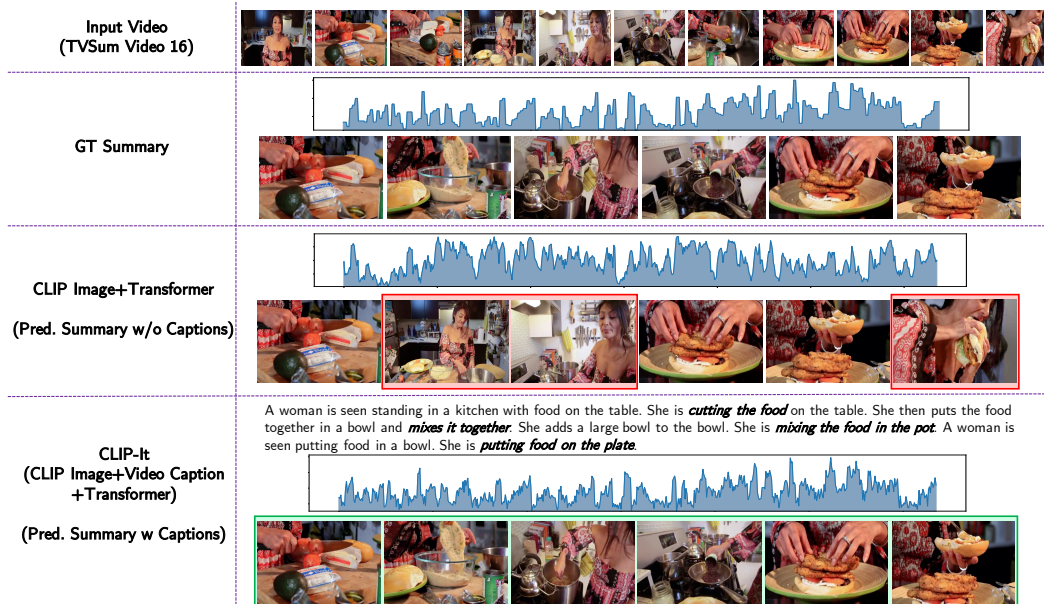 Input Video
(TVSum Video 16)
GT Summary
CLIP Image+Transformer
(Pred. Summary w/o Captions)
A woman is seen standing in a kitchen with food on the table. She is cutting the food on the table. She then puts the food
together in a bowl and mixes it together. She adds a large bowl to the bowl. She is mixing the food in the pot. A woman is
seen putting food in a bowl. She is putting food on the plate.
CLIP-It
(CLIP Image+Video Caption
+Transformer)
(Pred. Summary w Captions)